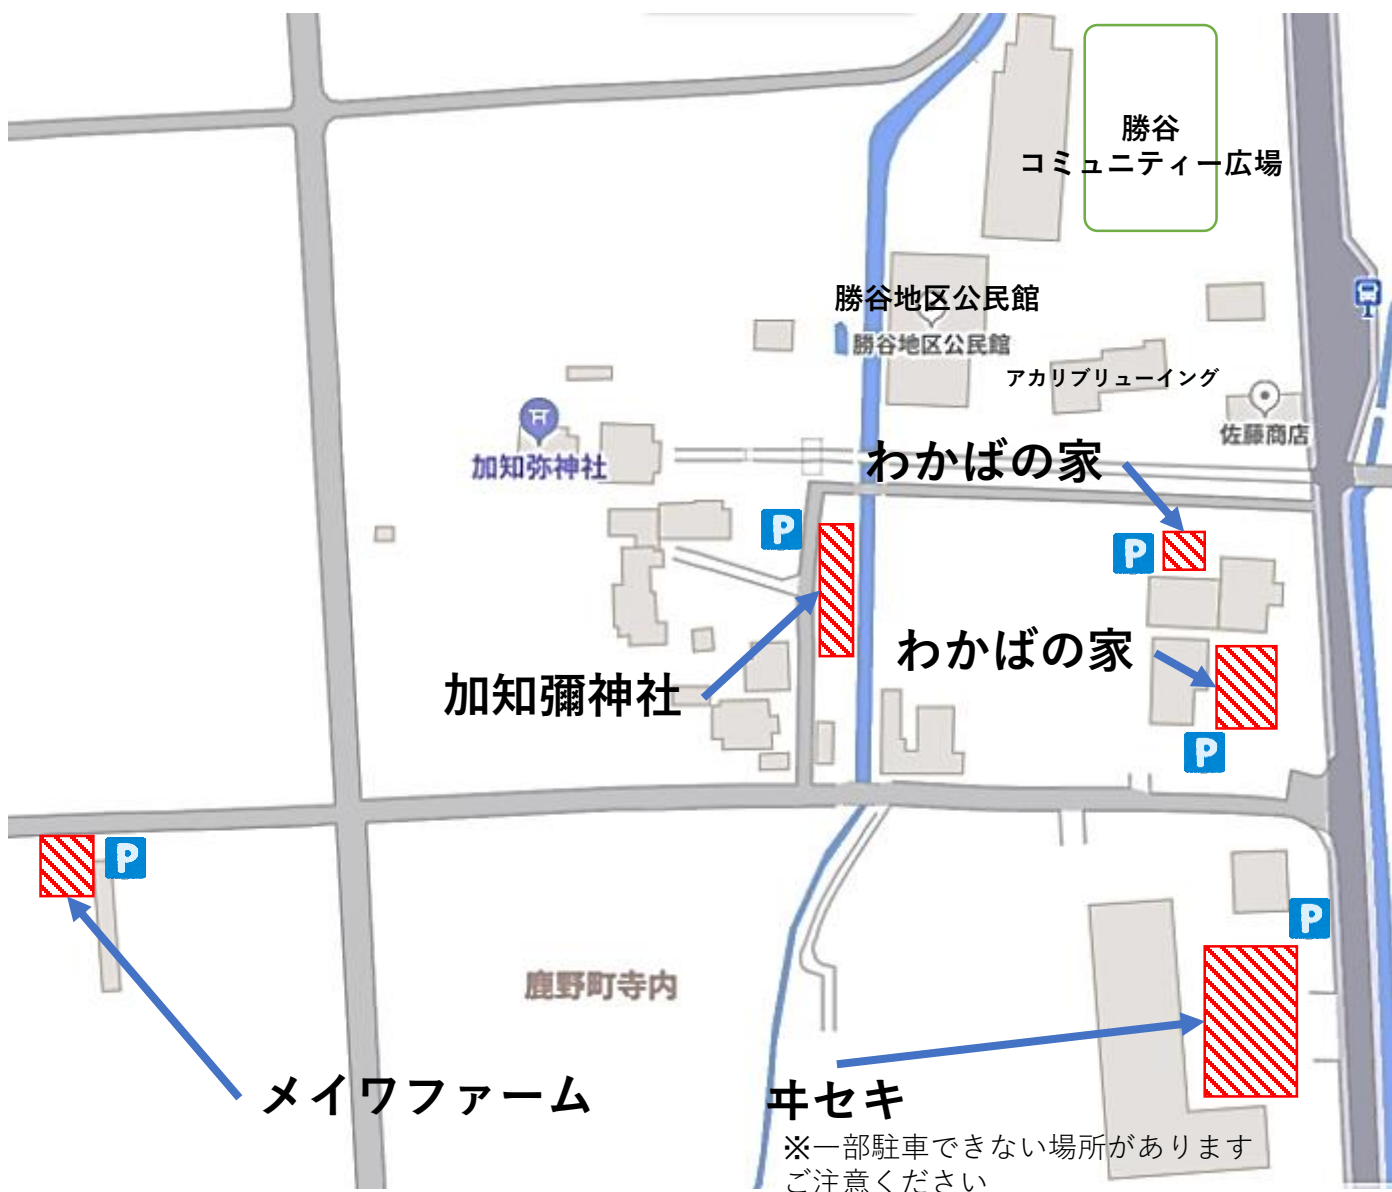 勝谷
コミュニティー広場
勝谷地区公民館
勝谷地区公民館
アカリブリューイング
佐藤商店
加知弥神社
わかばの家
P
P
わかばの家
加知彌神社
P
P
鹿野町寺内
P
メイワファーム
ヰセキ
※一部駐車できない場所があります
ご注意ください